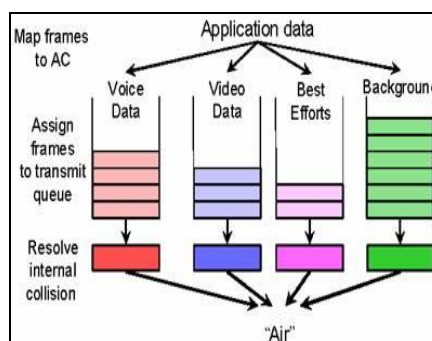 Map frames
to AC
Application data
Voice
Data
Video
Data
Best
Efforts
Background
Assign
frames
to transmit
queue
Resolve
internal
collision
“Air”